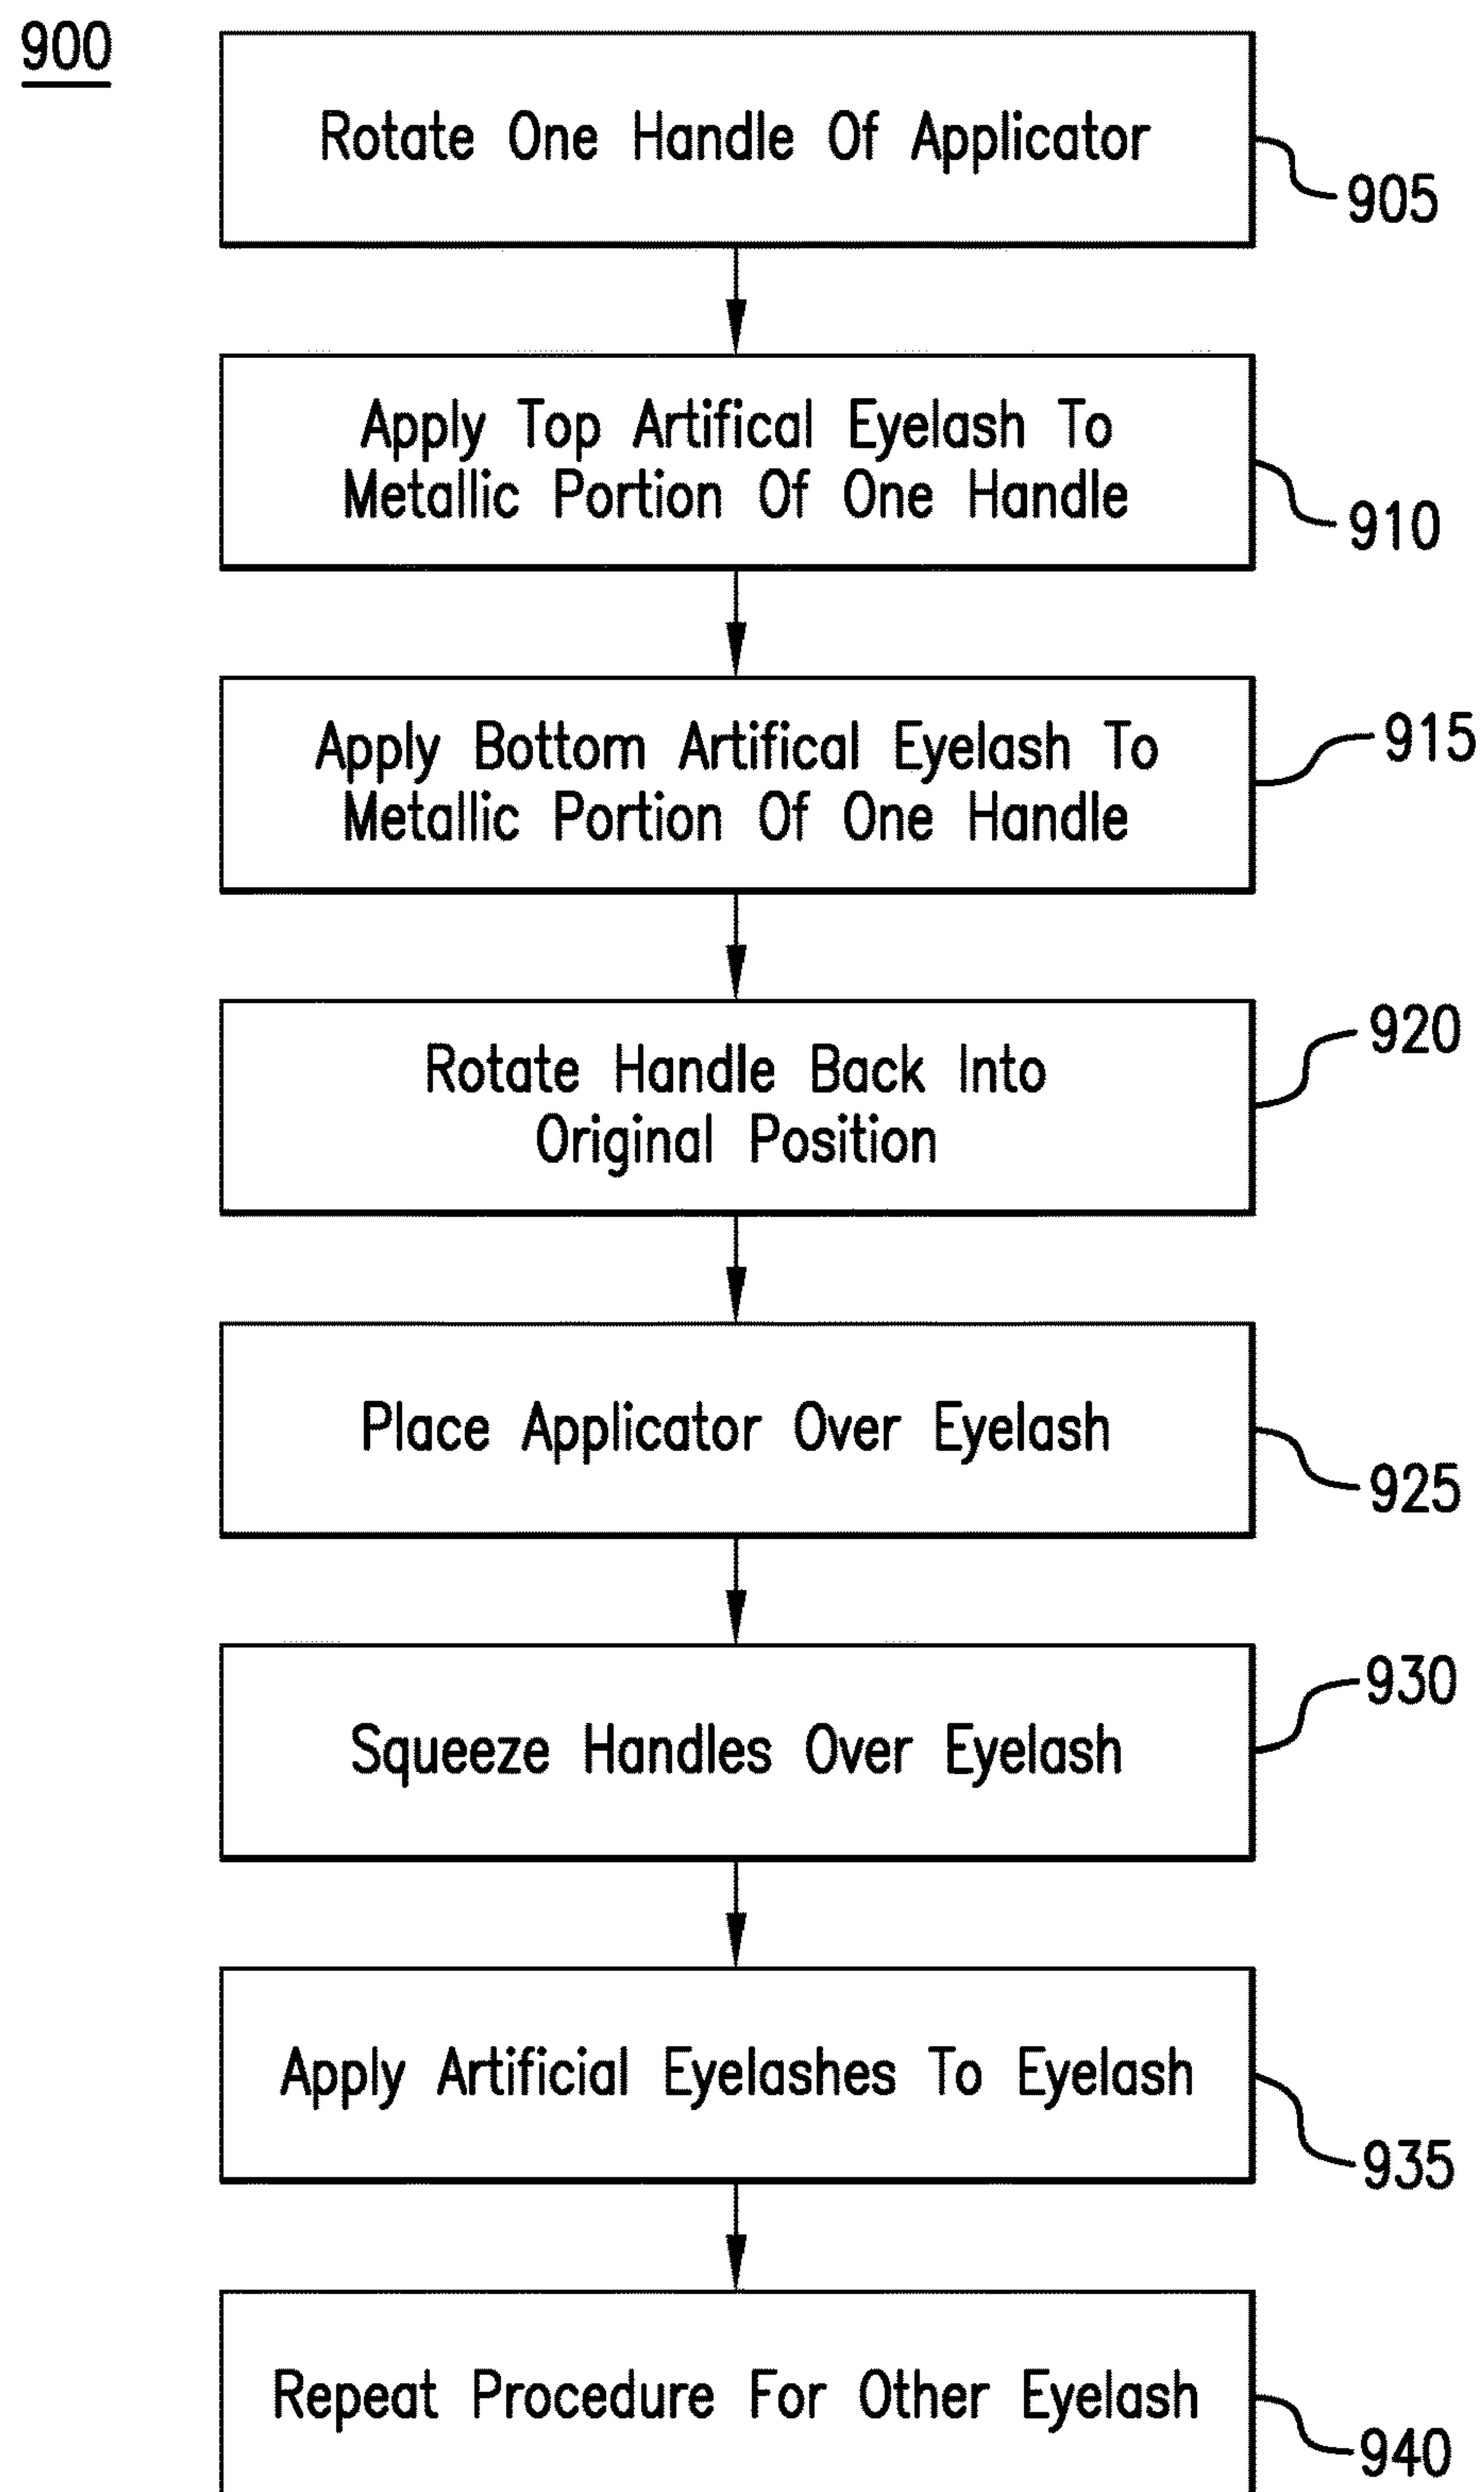 900
Rotate One Handle Of Applicator
905
Apply Top Artifical Eyelash To
Metallic Portion Of One Handle
910
Apply Bottom Artifical Eyelash To
Metallic Portion Of One Handle
915
Rotate Handle Back Into
Original Position
920
Place Applicator Over Eyelash
925
Squeeze Handles Over Eyelash
930
Apply Artificial Eyelashes To Eyelash
935
Repeat Procedure For Other Eyelash
940